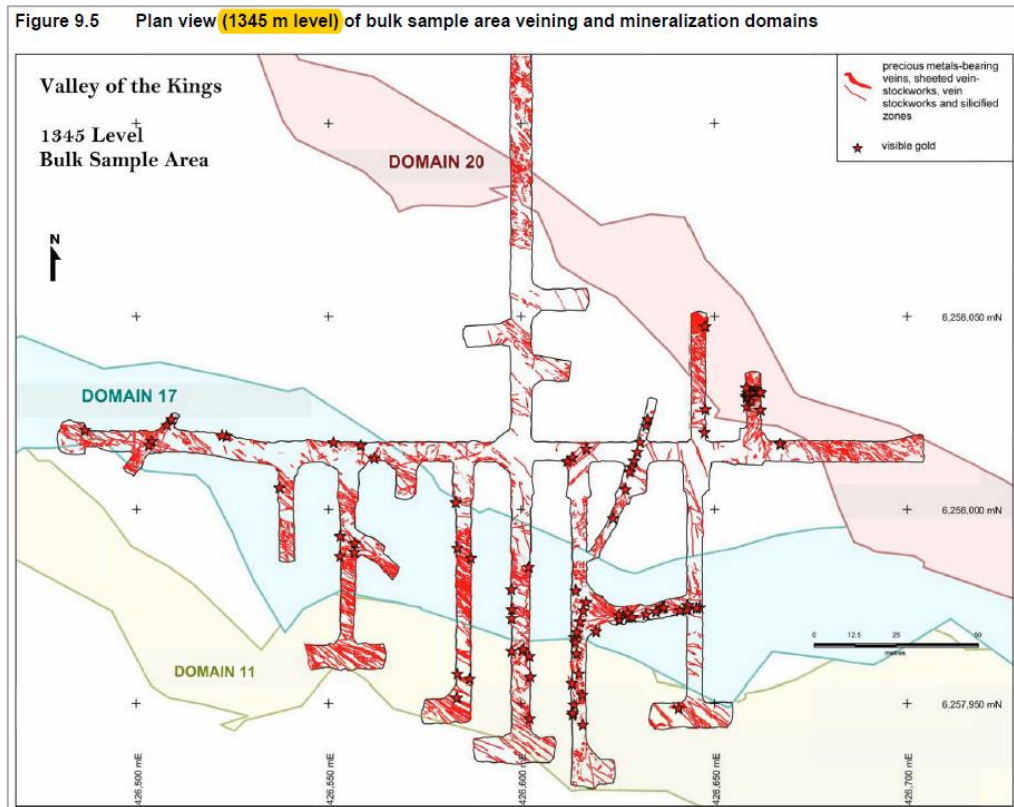 Figure 9.5 Plan view (1345 m level) of bulk sample area veining and mineralization domains
Valley of the Kings
1345 Level
Bulk Sample Area
precious metals-bearing
veins, sheeted vein-
stockworks, vein
stockworks and silicified
zones
visible gold
DOMAIN 20
N
6,258,050 mN
DOMAIN 17
6,258,000 mN
DOMAIN 11
0 12.5 25 50
metres
6,257,950 mN
426,500 mE
426,550 mE
426,600 mE
426,650 mE
426,700 mE